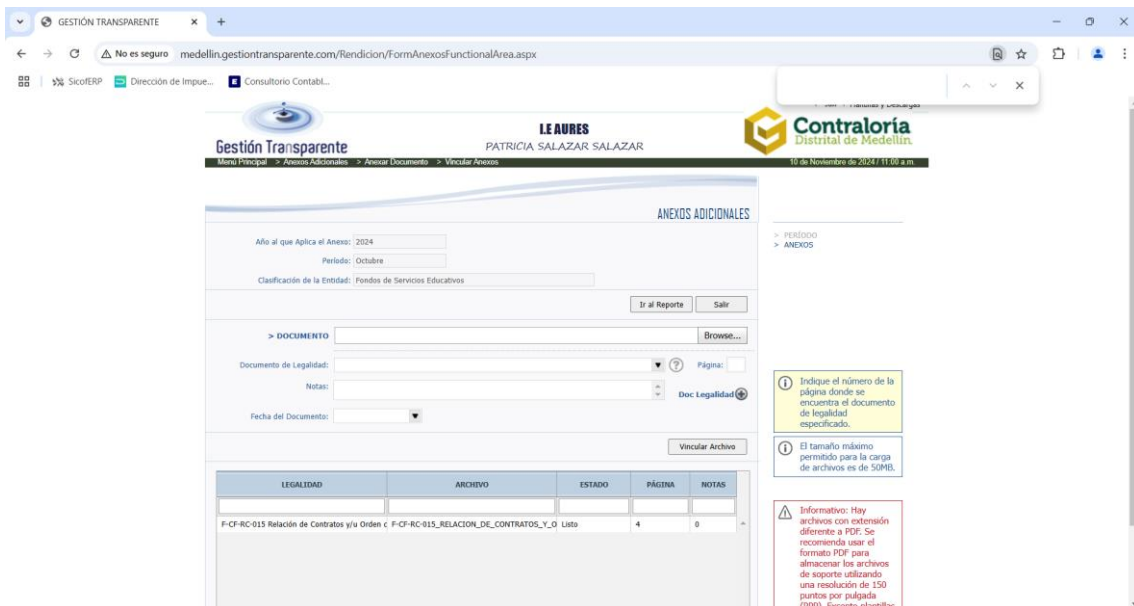 GESTIÓN TRANSPARENTE
No es seguro medellin.gestiontransparente.com/Rendicion/FormAnexosFunctionalArea.aspx
SicofERP Dirección de Impue... Consultorio Contabl...
Gestión Transparente
I.E AURES
PATRICIA SALAZAR SALAZAR
Contraloría
Distrital de Medellín
Menú Principal > Anexos Adicionales > Anexar Documento > Vincular Anexos
10 de Noviembre de 2024 / 11:00 a.m.
ANEXOS ADICIONALES
> PERÍODO
> ANEXOS
Año al que Aplica el Anexo: 2024
Período: Octubre
Clasificación de la Entidad: Fondos de Servicios Educativos
Ir al Reporte Salir
> DOCUMENTO Browse...
Documento de Legalidad: ? Página:
Notas: Doc Legalidad
Fecha del Documento:
Vincular Archivo
Indique el número de la
página donde se
encuentra el documento
de legalidad
especificado.
El tamaño máximo
permitido para la carga
de archivos es de 50MB.
LEGALIDAD ARCHIVO ESTADO PÁGINA NOTAS
F-CF-RC-015 Relación de Contratos y/u Orden c F-CF-RC-015_RELACION_DE_CONTRATOS_Y_O Listo 4 0
Informativo: Hay
archivos con extensión
diferente a PDF. Se
recomienda usar el
formato PDF para
almacenar los archivos
de soporte utilizando
una resolución de 150
puntos por pulgada